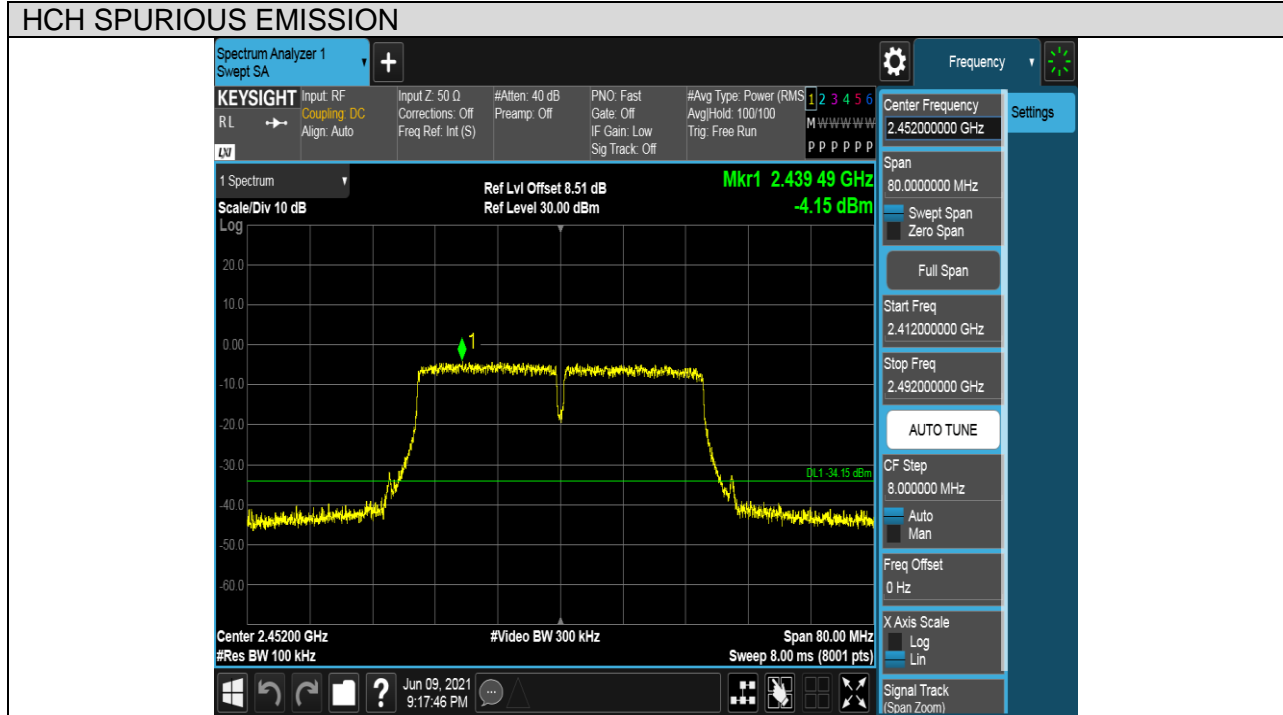 HCH SPURIOUS EMISSION
Spectrum Analyzer 1
Swept SA
+
Frequency
KEYSIGHT
RL
LXI
Input: RF
Coupling: DC
Align: Auto
Input Z: 50 Ω
Corrections: Off
Freq Ref: Int (S)
#Atten: 40 dB
Preamp: Off
PNO: Fast
Gate: Off
IF Gain: Low
Sig Track: Off
#Avg Type: Power (RMS
Avg|Hold: 100/100
Trig: Free Run
1 2 3 4 5 6
M W W W W W
P P P P P P
1 Spectrum
Scale/Div 10 dB
Ref Lvl Offset 8.51 dB
Ref Level 30.00 dBm
Mkr1 2.439 49 GHz
-4.15 dBm
Log
20.0
10.0
0.00
-10.0
-20.0
-30.0
-40.0
-50.0
-60.0
1
DL1 -34.15 dBm
Center 2.45200 GHz
#Res BW 100 kHz
#Video BW 300 kHz
Span 80.00 MHz
Sweep 8.00 ms (8001 pts)
Center Frequency
2.452000000 GHz
Settings
Span
80.0000000 MHz
Swept Span
Zero Span
Full Span
Start Freq
2.412000000 GHz
Stop Freq
2.492000000 GHz
AUTO TUNE
CF Step
8.000000 MHz
Auto
Man
Freq Offset
0 Hz
X Axis Scale
Log
Lin
Signal Track
(Span Zoom)
?
Jun 09, 2021
9:17:46 PM